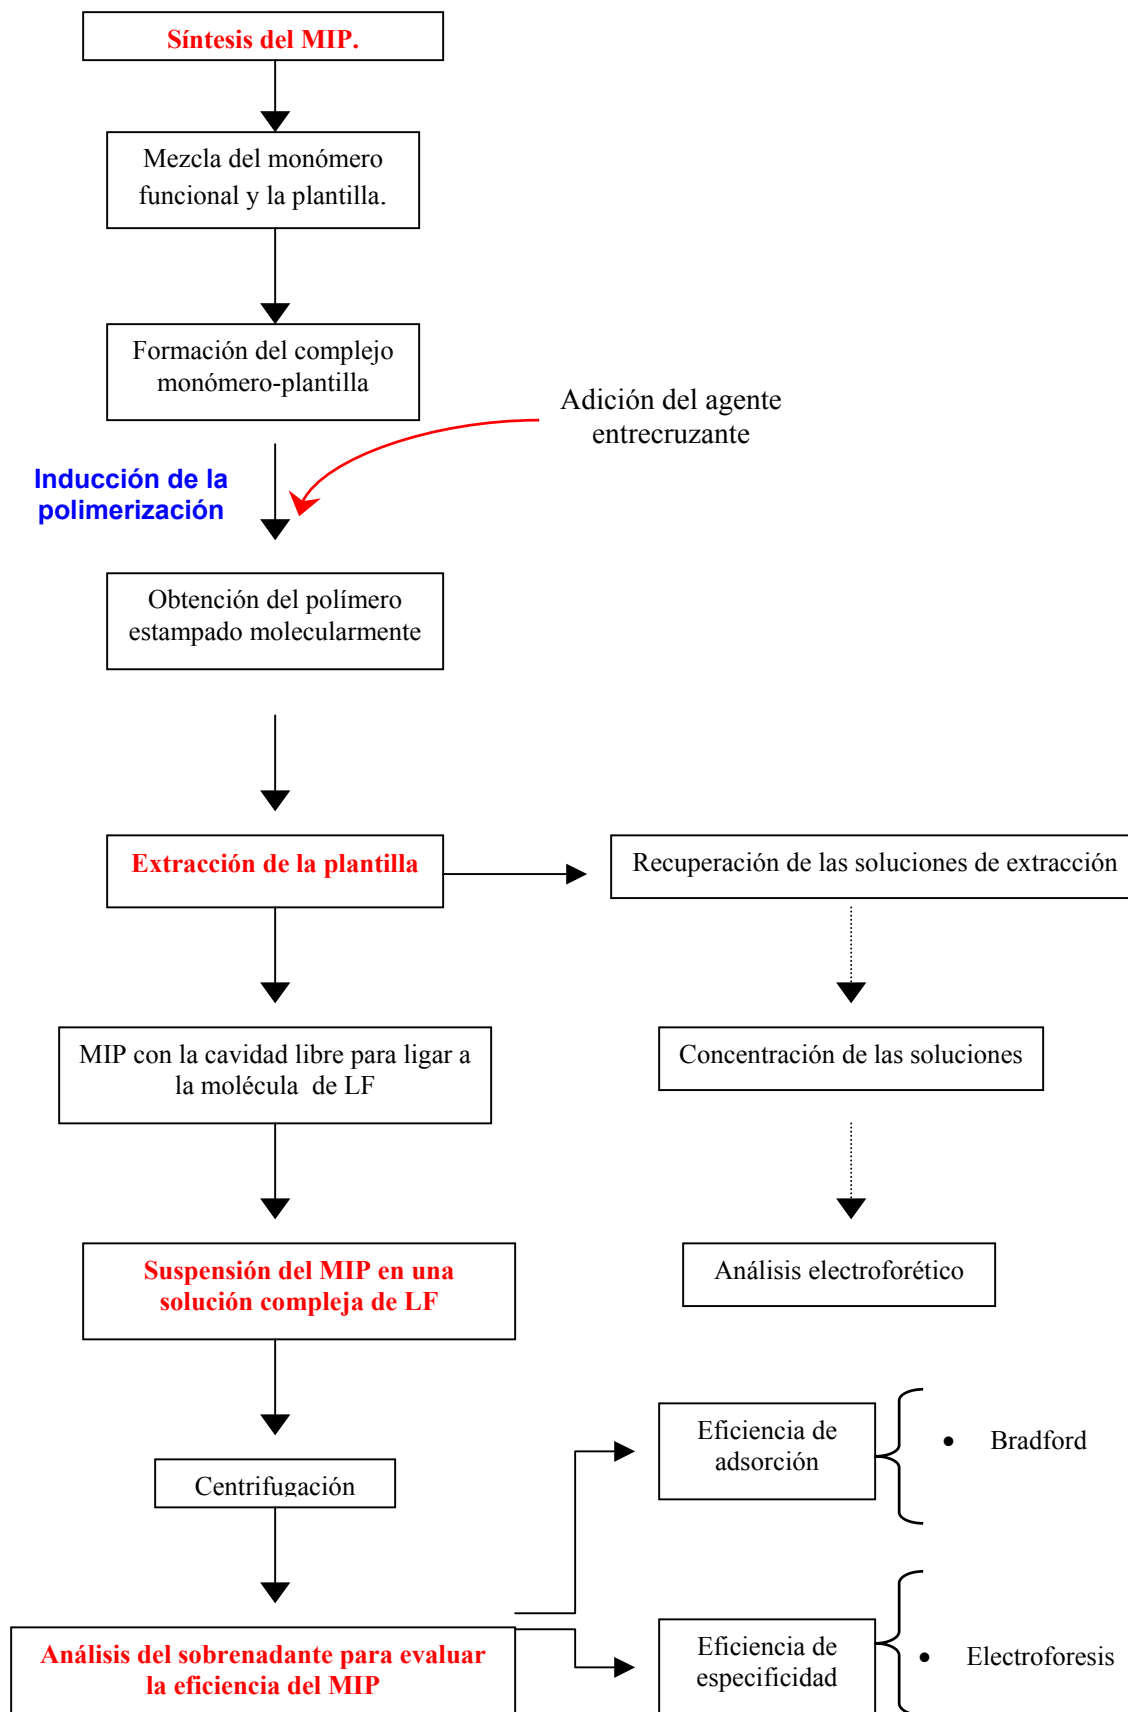 Síntesis del MIP.
Mezcla del monómero
funcional y la plantilla.
Formación del complejo
monómero-plantilla
Adición del agente
entrecruzante
Inducción de la
polimerización
Obtención del polímero
estampado molecularmente
Extracción de la plantilla
Recuperación de las soluciones de extracción
MIP con la cavidad libre para ligar a
la molécula de LF
Concentración de las soluciones
Suspensión del MIP en una
solución compleja de LF
Análisis electroforético
Centrifugación
Eficiencia de
adsorción
• Bradford
Análisis del sobrenadante para evaluar
la eficiencia del MIP
Eficiencia de
especificidad
• Electroforesis